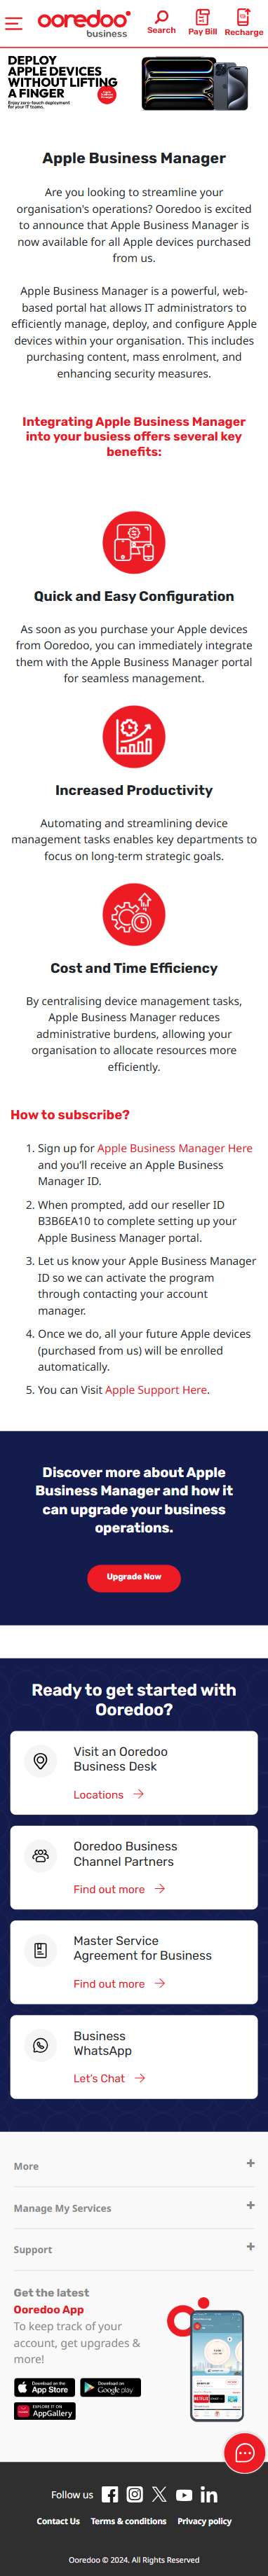 ooredoo
business
Search
Pay Bill
Recharge
DEPLOY
APPLE DEVICES
WITHOUT LIFTING
A FINGER
Enjoy zero-touch deployment
for your IT teams.
Apple Business Manager
Are you looking to streamline your
organisation's operations? Ooredoo is excited
to announce that Apple Business Manager is
now available for all Apple devices purchased
from us.
Apple Business Manager is a powerful, web-
based portal hat allows IT administrators to
efficiently manage, deploy, and configure Apple
devices within your organisation. This includes
purchasing content, mass enrolment, and
enhancing security measures.
Integrating Apple Business Manager
into your busiess offers several key
benefits:
Quick and Easy Configuration
As soon as you purchase your Apple devices
from Ooredoo, you can immediately integrate
them with the Apple Business Manager portal
for seamless management.
Increased Productivity
Automating and streamlining device
management tasks enables key departments to
focus on long-term strategic goals.
Cost and Time Efficiency
By centralising device management tasks,
Apple Business Manager reduces
administrative burdens, allowing your
organisation to allocate resources more
efficiently.
How to subscribe?
1. Sign up for Apple Business Manager Here
and you'll receive an Apple Business
Manager ID.
2. When prompted, add our reseller ID
B3B6EA10 to complete setting up your
Apple Business Manager portal.
3. Let us know your Apple Business Manager
ID so we can activate the program
through contacting your account
manager.
4. Once we do, all your future Apple devices
(purchased from us) will be enrolled
automatically.
5. You can Visit Apple Support Here.
Discover more about Apple
Business Manager and how it
can upgrade your business
operations.
Upgrade Now
Ready to get started with
Ooredoo?
Visit an Ooredoo
Business Desk
Locations
Ooredoo Business
Channel Partners
Find out more
Master Service
Agreement for Business
Find out more
Business
WhatsApp
Let's Chat
More
Manage My Services
Support
Get the latest
Ooredoo App
To keep track of your
account, get upgrades &
more!
Download on the
App Store
Download on
Google play
EXPLORE IT ON
AppGallery
Follow us
Contact Us
Terms & conditions
Privacy policy
Ooredoo © 2024. All Rights Reserved